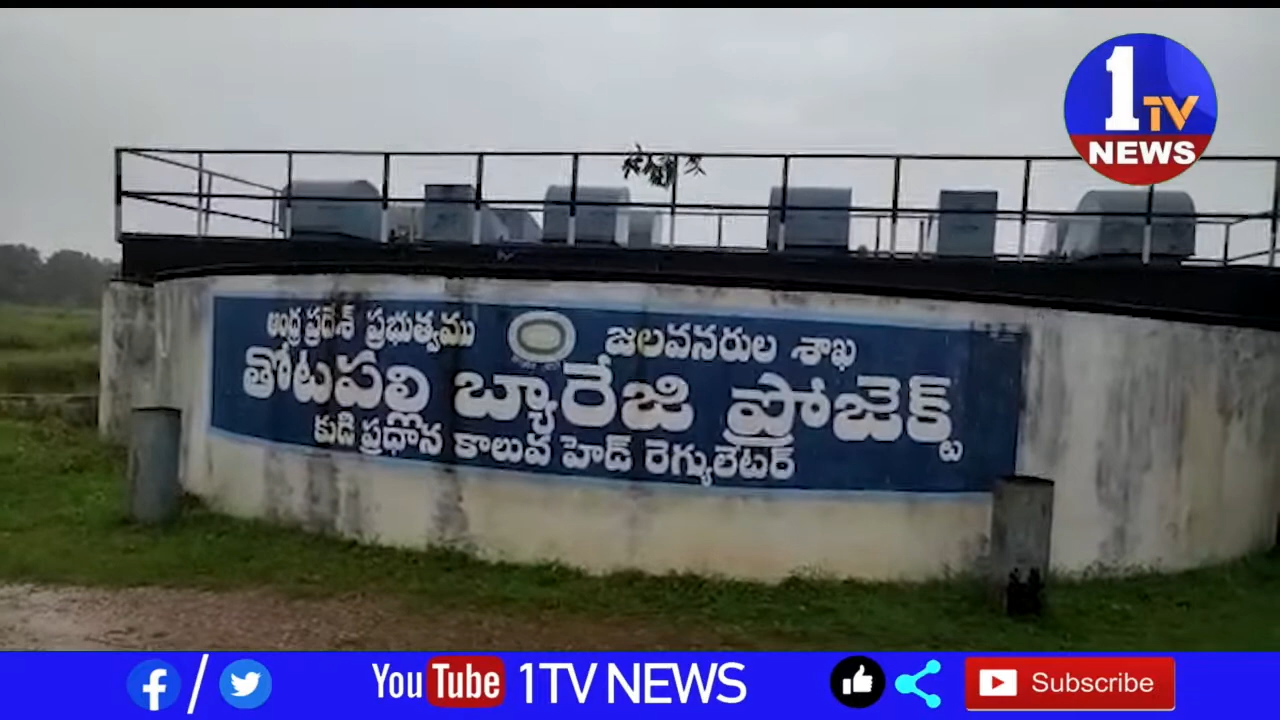 1TV
NEWS
ఆంధ్ర ప్రదేశ్ ప్రభుత్వము జలవనరుల శాఖ
తోటపల్లి బ్యారేజి ప్రోజెక్ట్
కుడి ప్రధాన కాలువ హెడ్ రెగ్యులేటర్
YouTube 1TV NEWS Subscribe